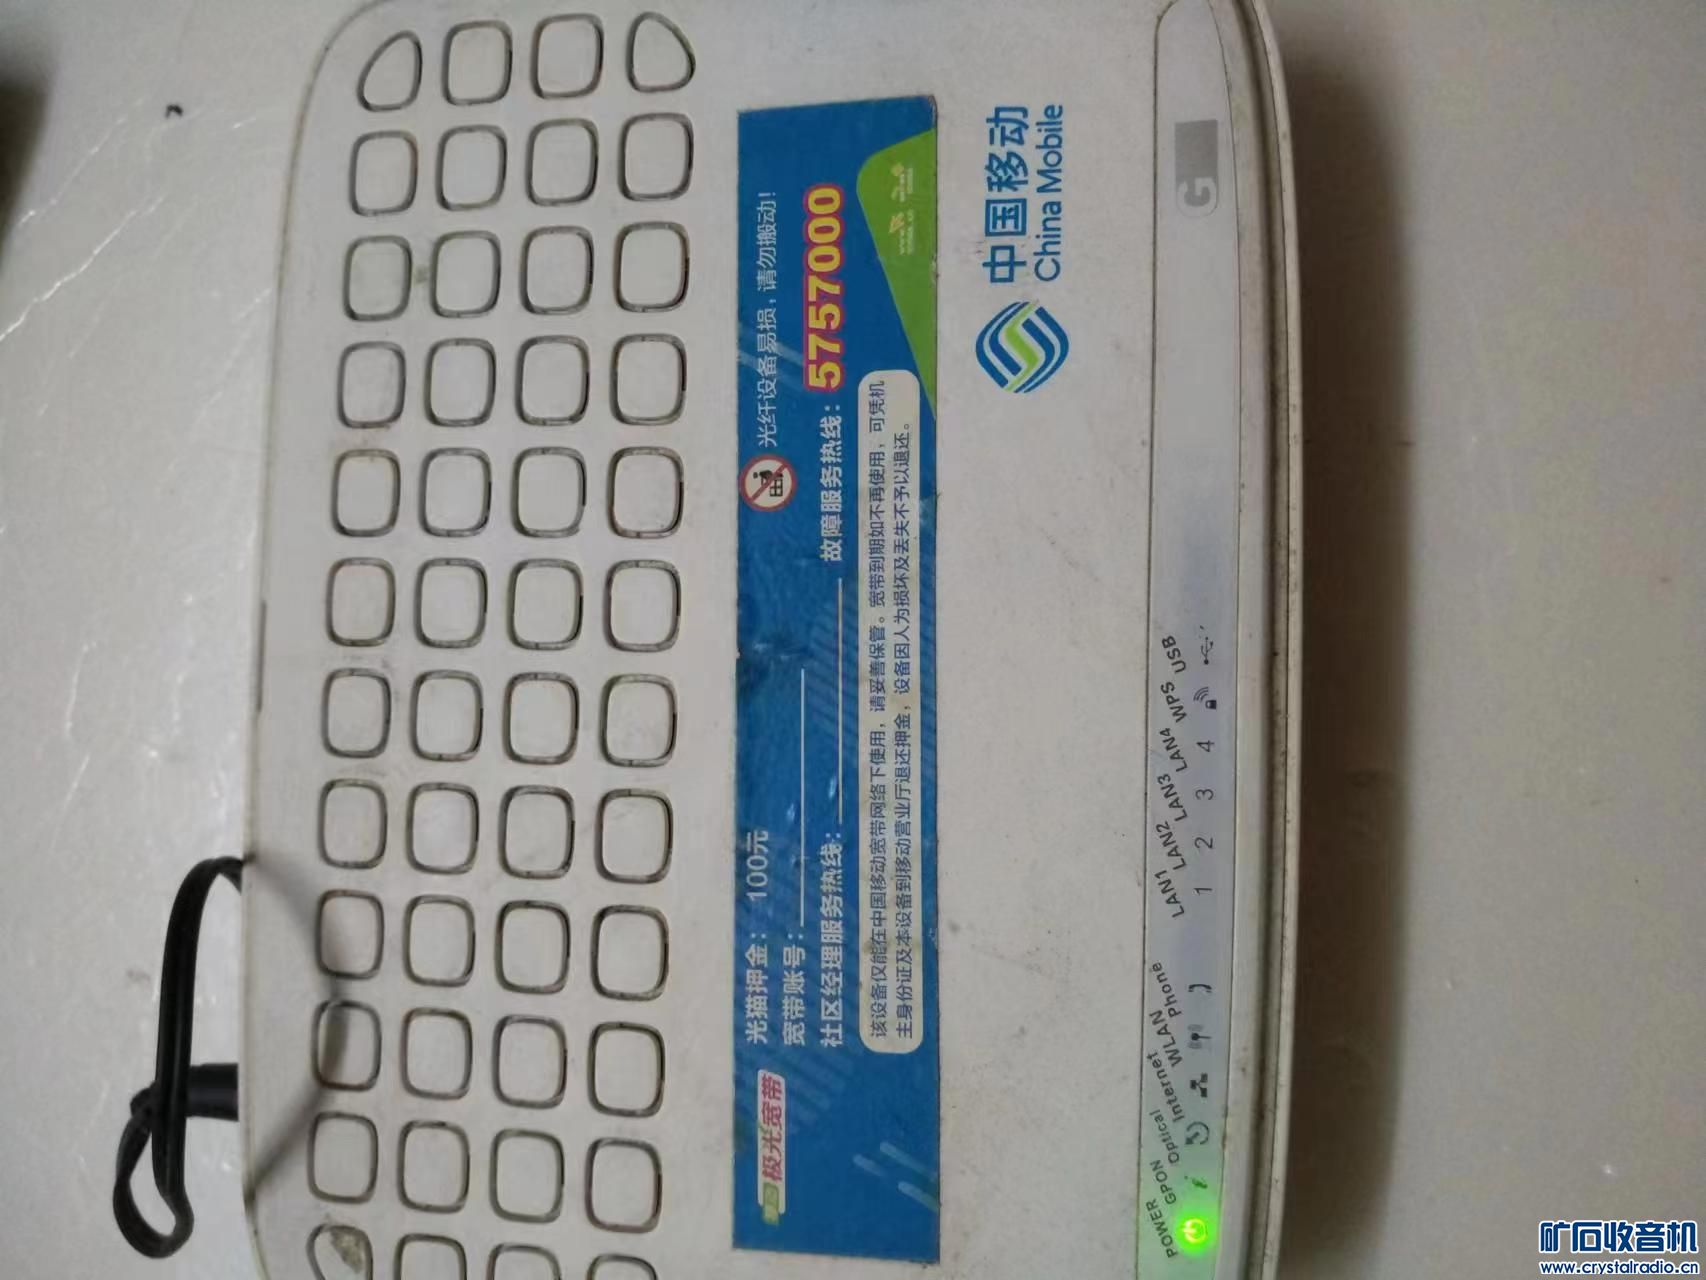 极光宽带
光猫押金：100元
光纤设备易损，请勿搬动！
宽带账号：
社区经理服务热线：
故障服务热线：5757000
该设备仅能在中国移动宽带网络下使用，请妥善保管。宽带到期如不再使用，可凭机
主身份证及本设备到移动营业厅退还押金，设备因人为损坏及丢失不予以退还。
中国移动
China Mobile
G
POWER GPON Optical Internet WLAN Phone LAN1 LAN2 LAN3 LAN4 WPS USB
1 2 3 4
矿石收音机
www.crystalradio.cn